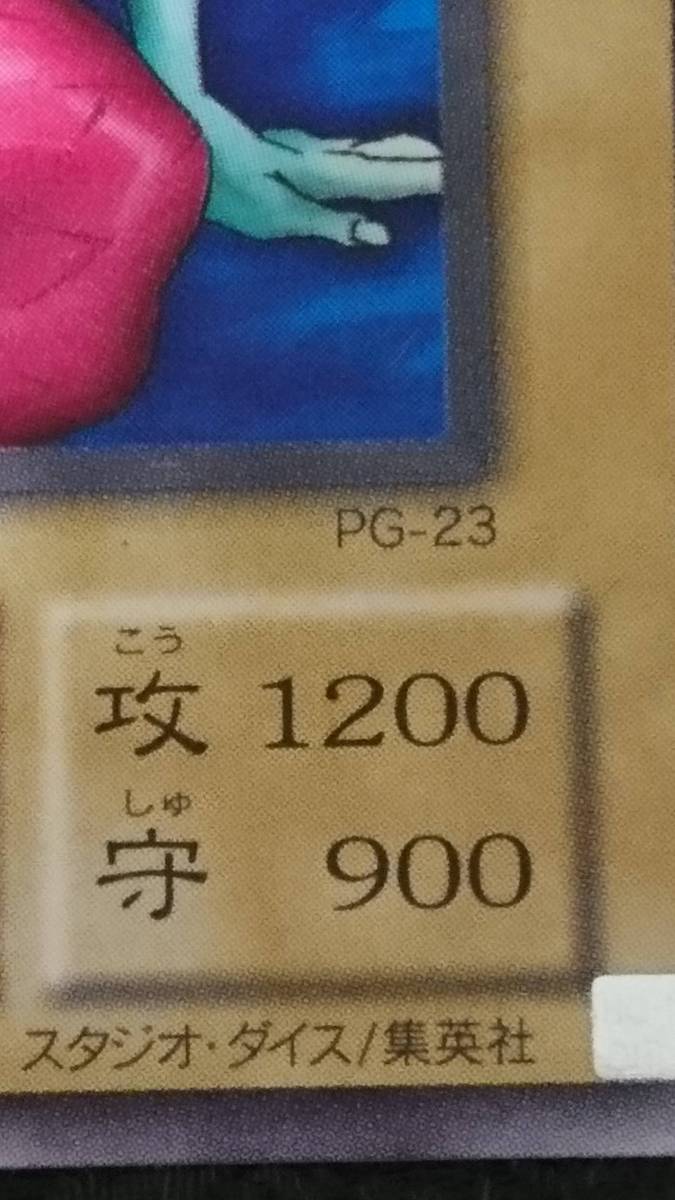 PG-23
こう
攻 1200
しゅ
守 900
スタジオ・ダイス/集英社